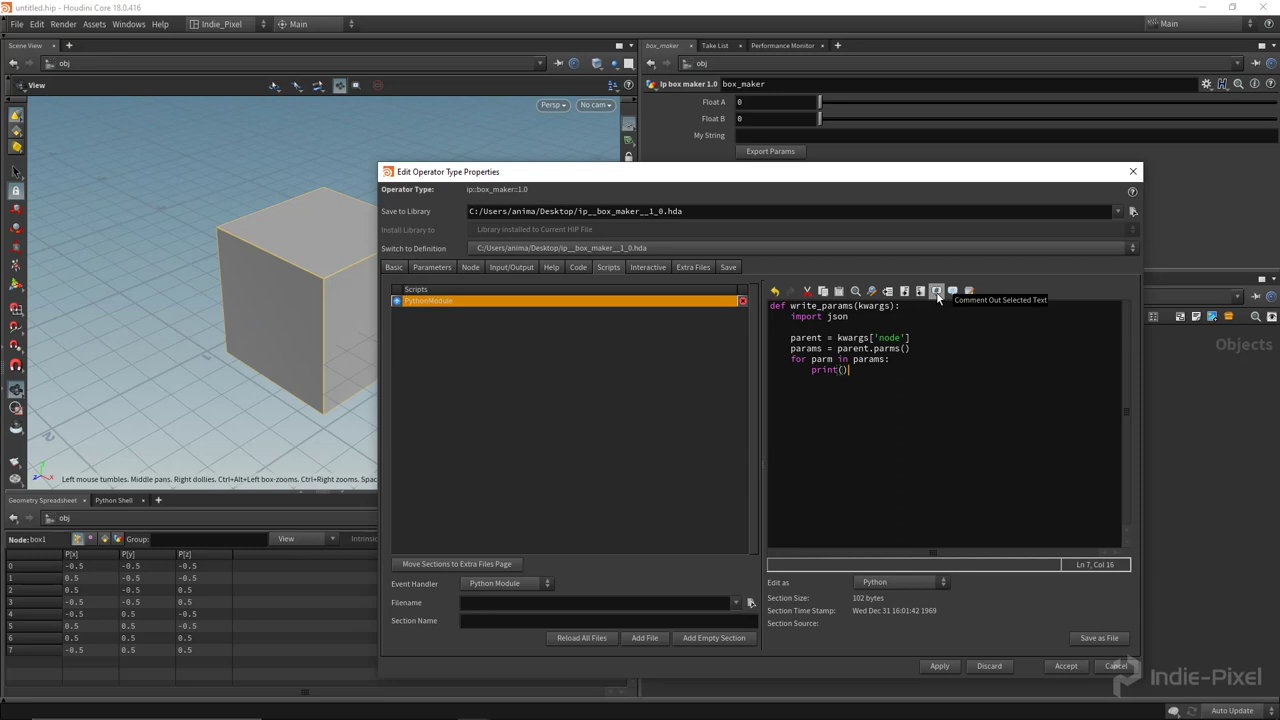 untitled.hip - Houdini Core 18.0.416
File Edit Render Assets Windows Help Indie_Pixel Main Main
Scene View
box_maker Take List Performance Monitor
obj
obj
View
Ip box maker 1.0 box_maker
Persp No cam
Float A 0
Float B 0
My String
Export Params
Edit Operator Type Properties
Operator Type: ip::box_maker::1.0
Save to Library C:/Users/anima/Desktop/ip__box_maker__1_0.hda
Install Library to Library installed to Current HIP File
Switch to Definition C:/Users/anima/Desktop/ip__box_maker__1_0.hda
Basic Parameters Node Input/Output Help Code Scripts Interactive Extra Files Save
Scripts
PythonModule
Comment Out Selected Text
def write_params(kwargs):
import json
parent = kwargs['node']
params = parent.parms()
for parm in params:
print()
Objects
Left mouse tumbles. Middle pans. Right dollies. Ctrl+Alt+Left box-zooms. Ctrl+Right zooms. Spac
Geometry Spreadsheet Python Shell
obj
Node: box1 Group: View Intrinsic
P[x] P[y] P[z]
0 -0.5 -0.5 -0.5
1 0.5 -0.5 -0.5
2 0.5 0.5 -0.5
3 -0.5 0.5 -0.5
4 -0.5 -0.5 0.5
5 0.5 -0.5 0.5
6 0.5 0.5 0.5
7 -0.5 0.5 0.5
Move Sections to Extra Files Page
Event Handler Python Module
Filename
Section Name
Reload All Files Add File Add Empty Section
Ln 7, Col 16
Edit as Python
Section Size: 102 bytes
Section Time Stamp: Wed Dec 31 16:01:42 1969
Section Source:
Save as File
Apply Discard Accept Cancel
Indie-Pixel
Auto Update